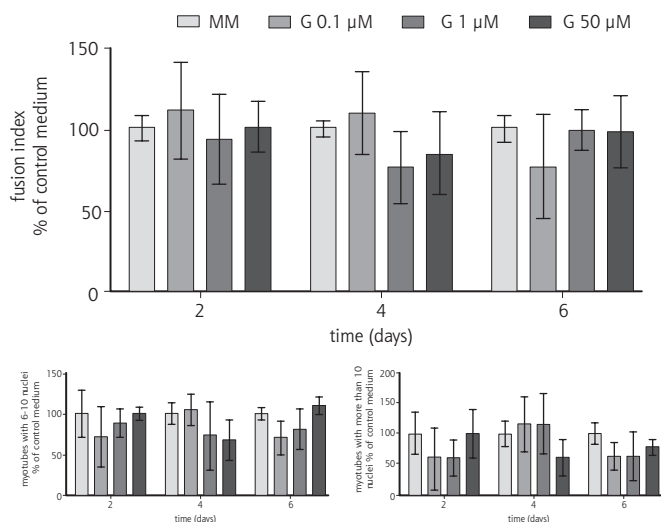 MM G 0.1 µM G 1 µM G 50 µM
fusion index
% of control medium
150
100
50
0
2 4 6
time (days)
myotubes with 6-10 nuclei
% of control medium
150
100
50
0
2 4 6
time (days)
myotubes with more than 10
nuclei % of control medium
200
150
100
50
0
2 4 6
time (days)